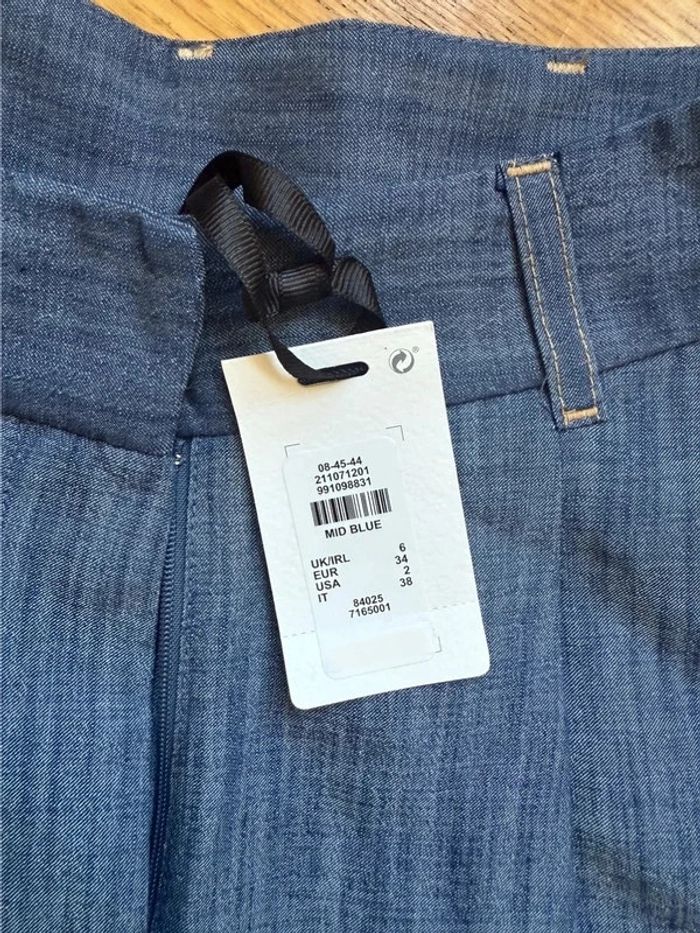 08-45-44
211071201
991098831
MID BLUE
UK/IRL 6
EUR 34
USA 2
IT 38
84025
7165001